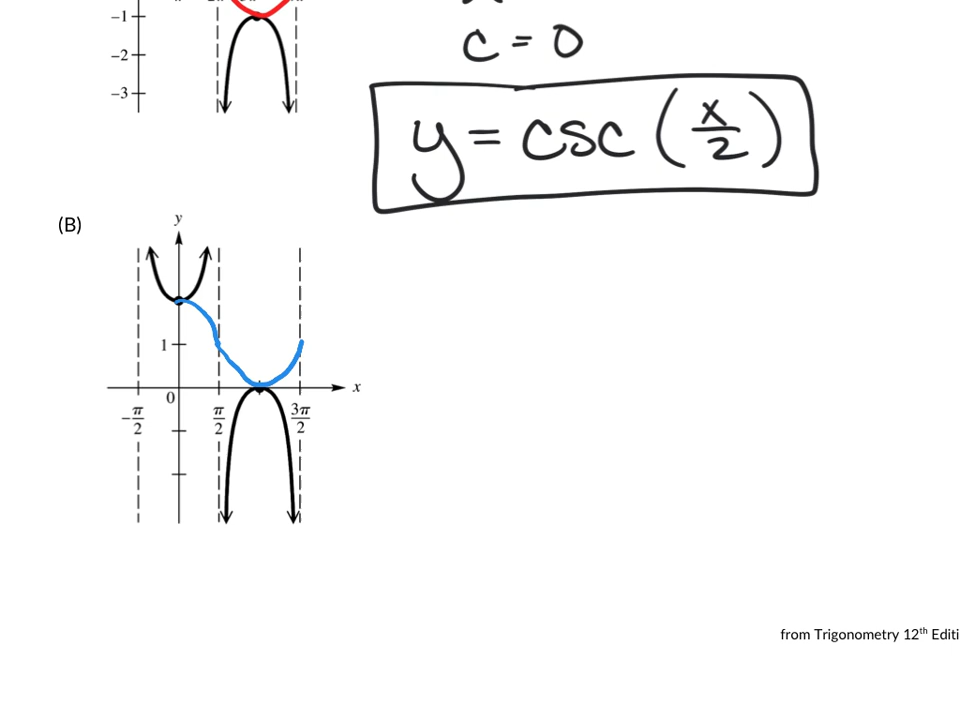 -1
-2
-3
c = 0
y = csc (x/2)
(B)
y
1
0
x
-π/2
π/2
3π/2
from Trigonometry 12th Editi